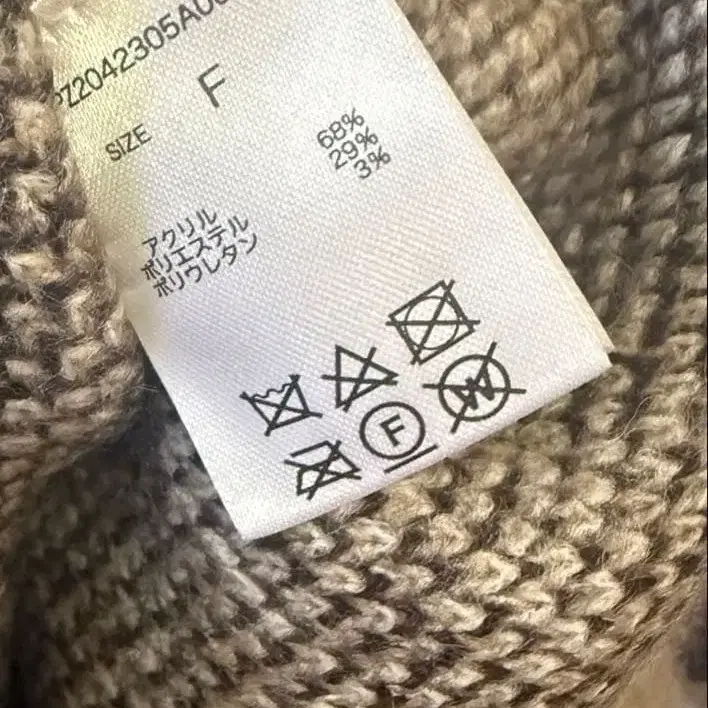 Z2042305A0
SIZE F
アクリル 68%
ポリエステル 29%
ポリウレタン 3%
F W